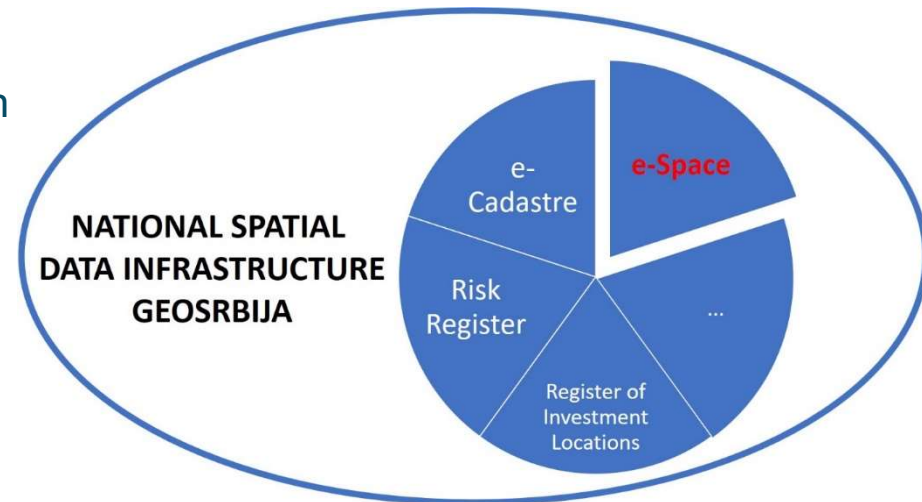 n
NATIONAL SPATIAL
DATA INFRASTRUCTURE
GEOSRBIJA
e-
Cadastre
e-Space
Risk
Register
...
Register of
Investment
Locations